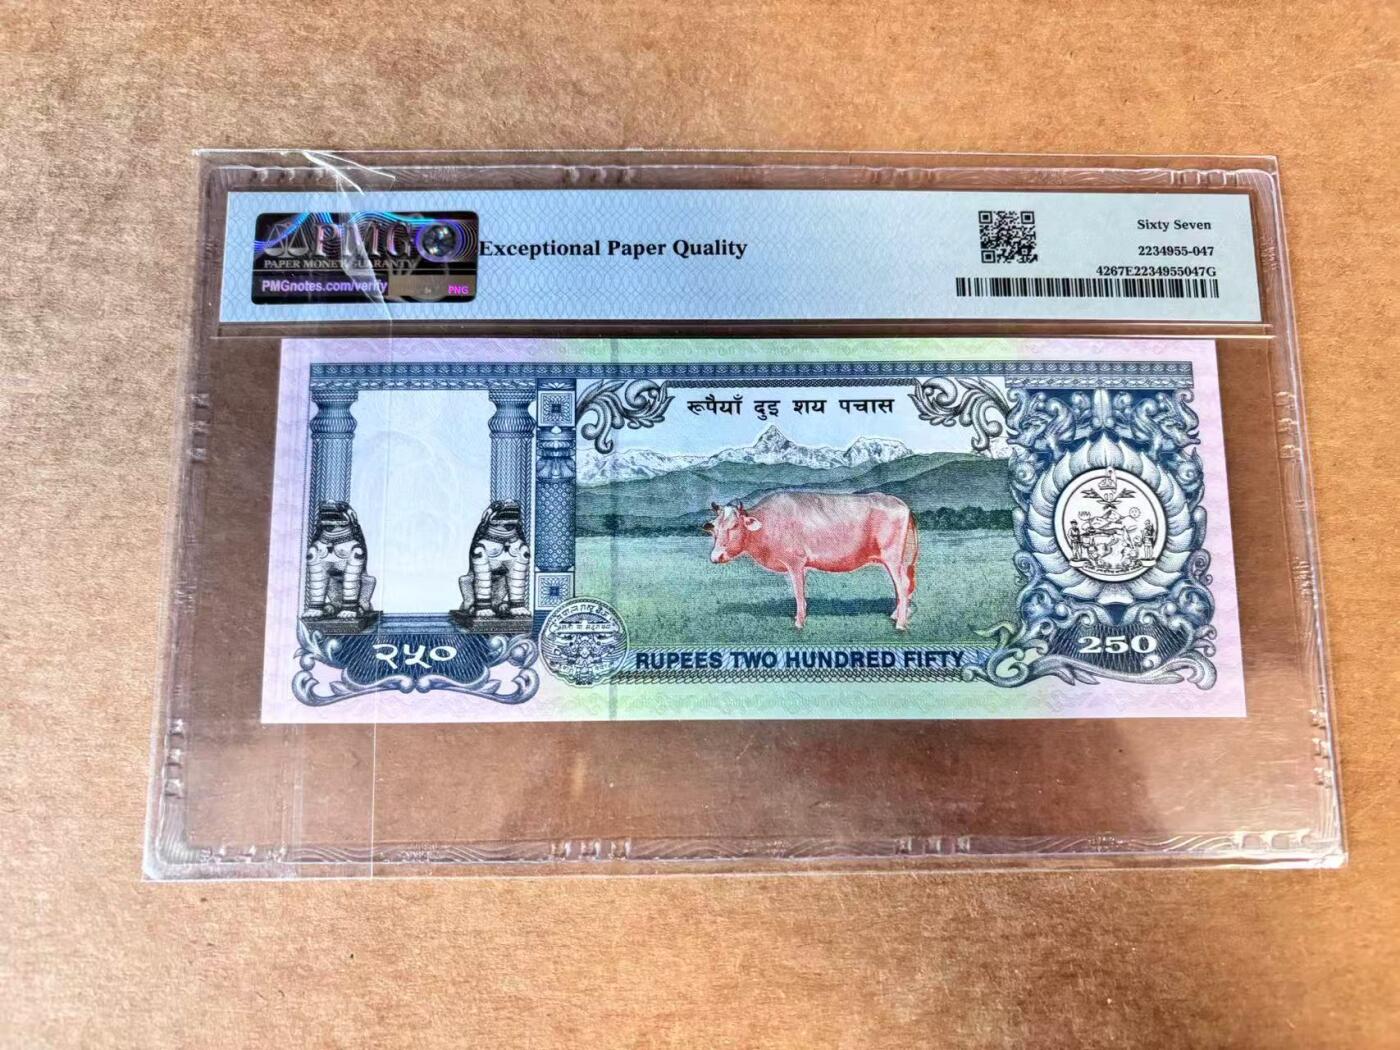 PMG
PAPER MONEY GUARANTY
PMGnotes.com/verify
PNG
Exceptional Paper Quality
Sixty Seven
2234955-047
4267E2234955047G
रूपैयाँ दुइ शय पचास
२५०
RUPEES TWO HUNDRED FIFTY
250